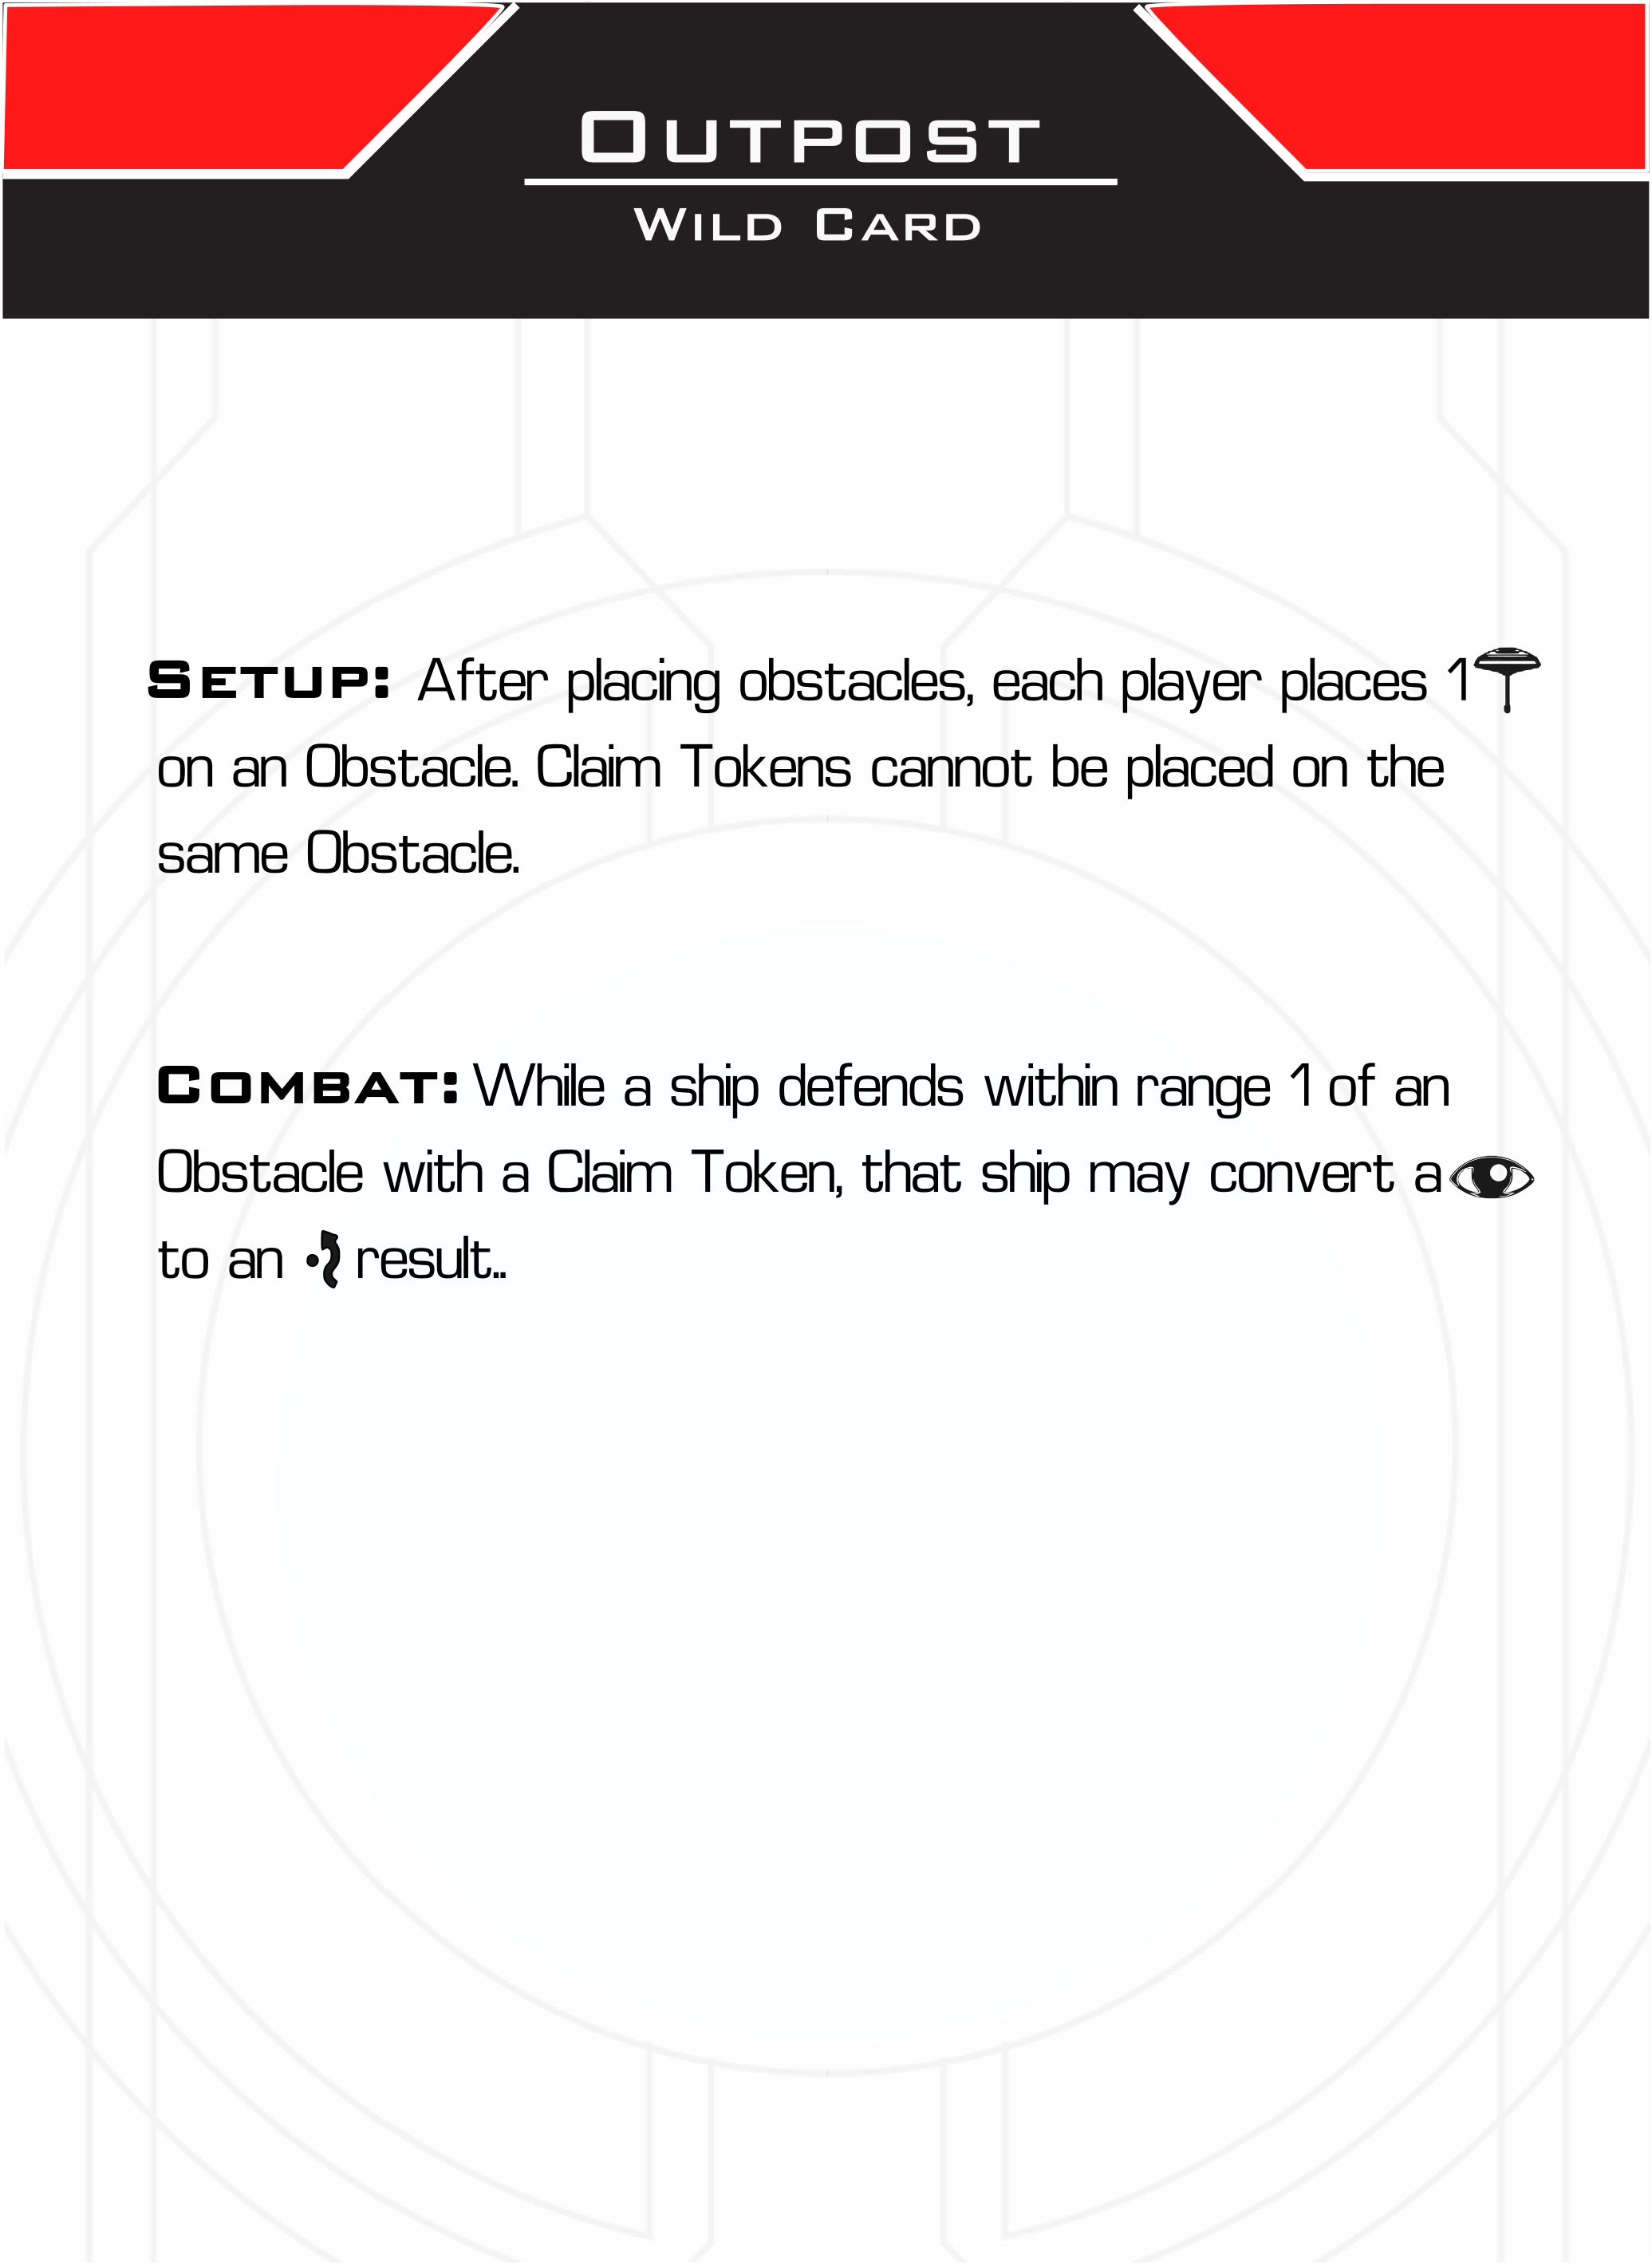 Outpost
Wild Card
Setup: After placing obstacles, each player places 1
on an Obstacle. Claim Tokens cannot be placed on the
same Obstacle.
Combat: While a ship defends within range 1 of an
Obstacle with a Claim Token, that ship may convert a
to an result..